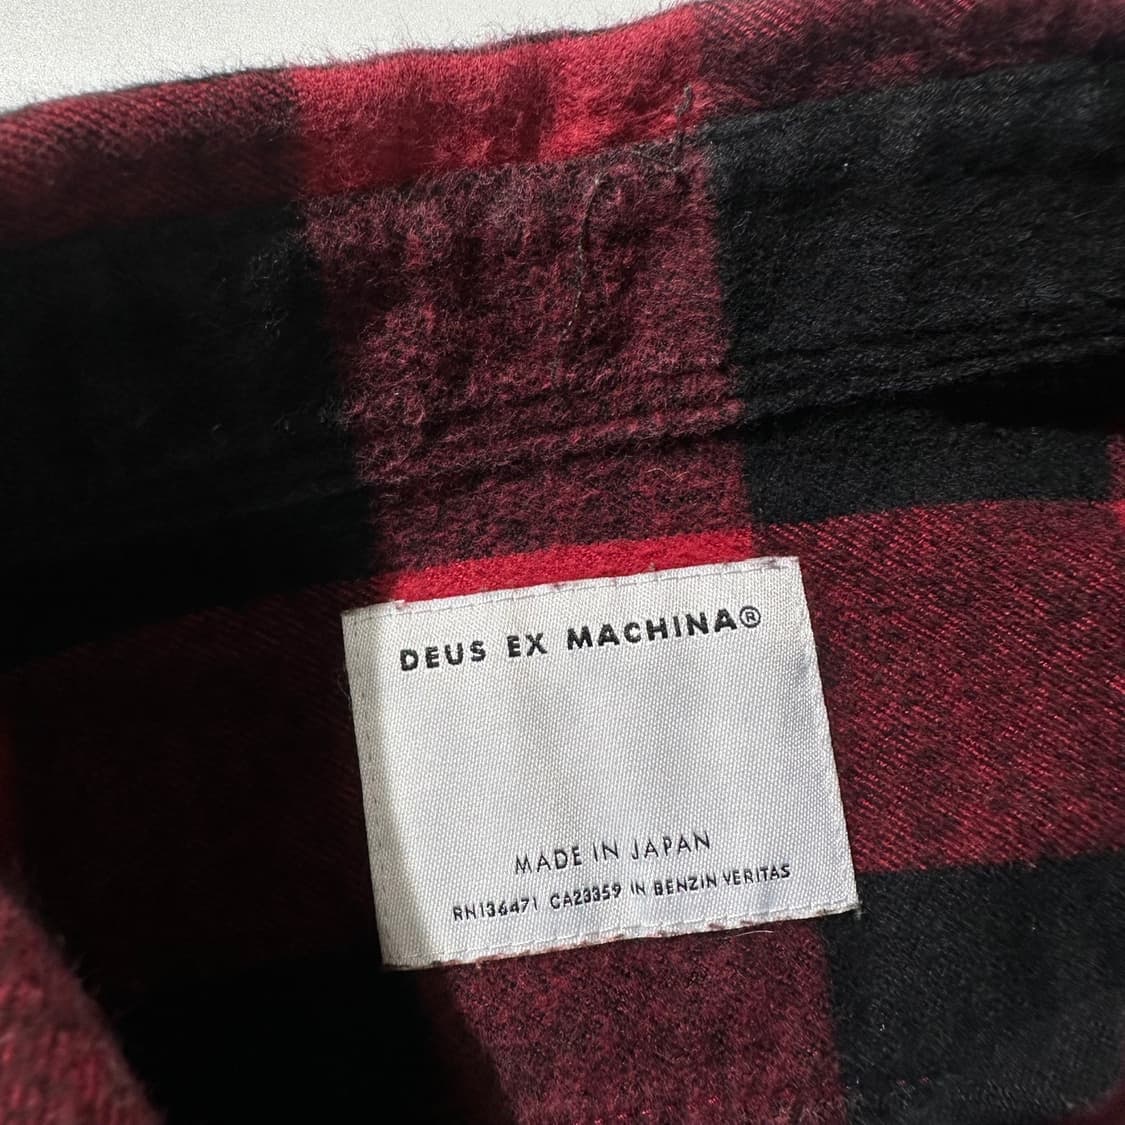 DEUS EX MACHINA®
MADE IN JAPAN
RN136471 CA23359 IN BENZIN VERITAS